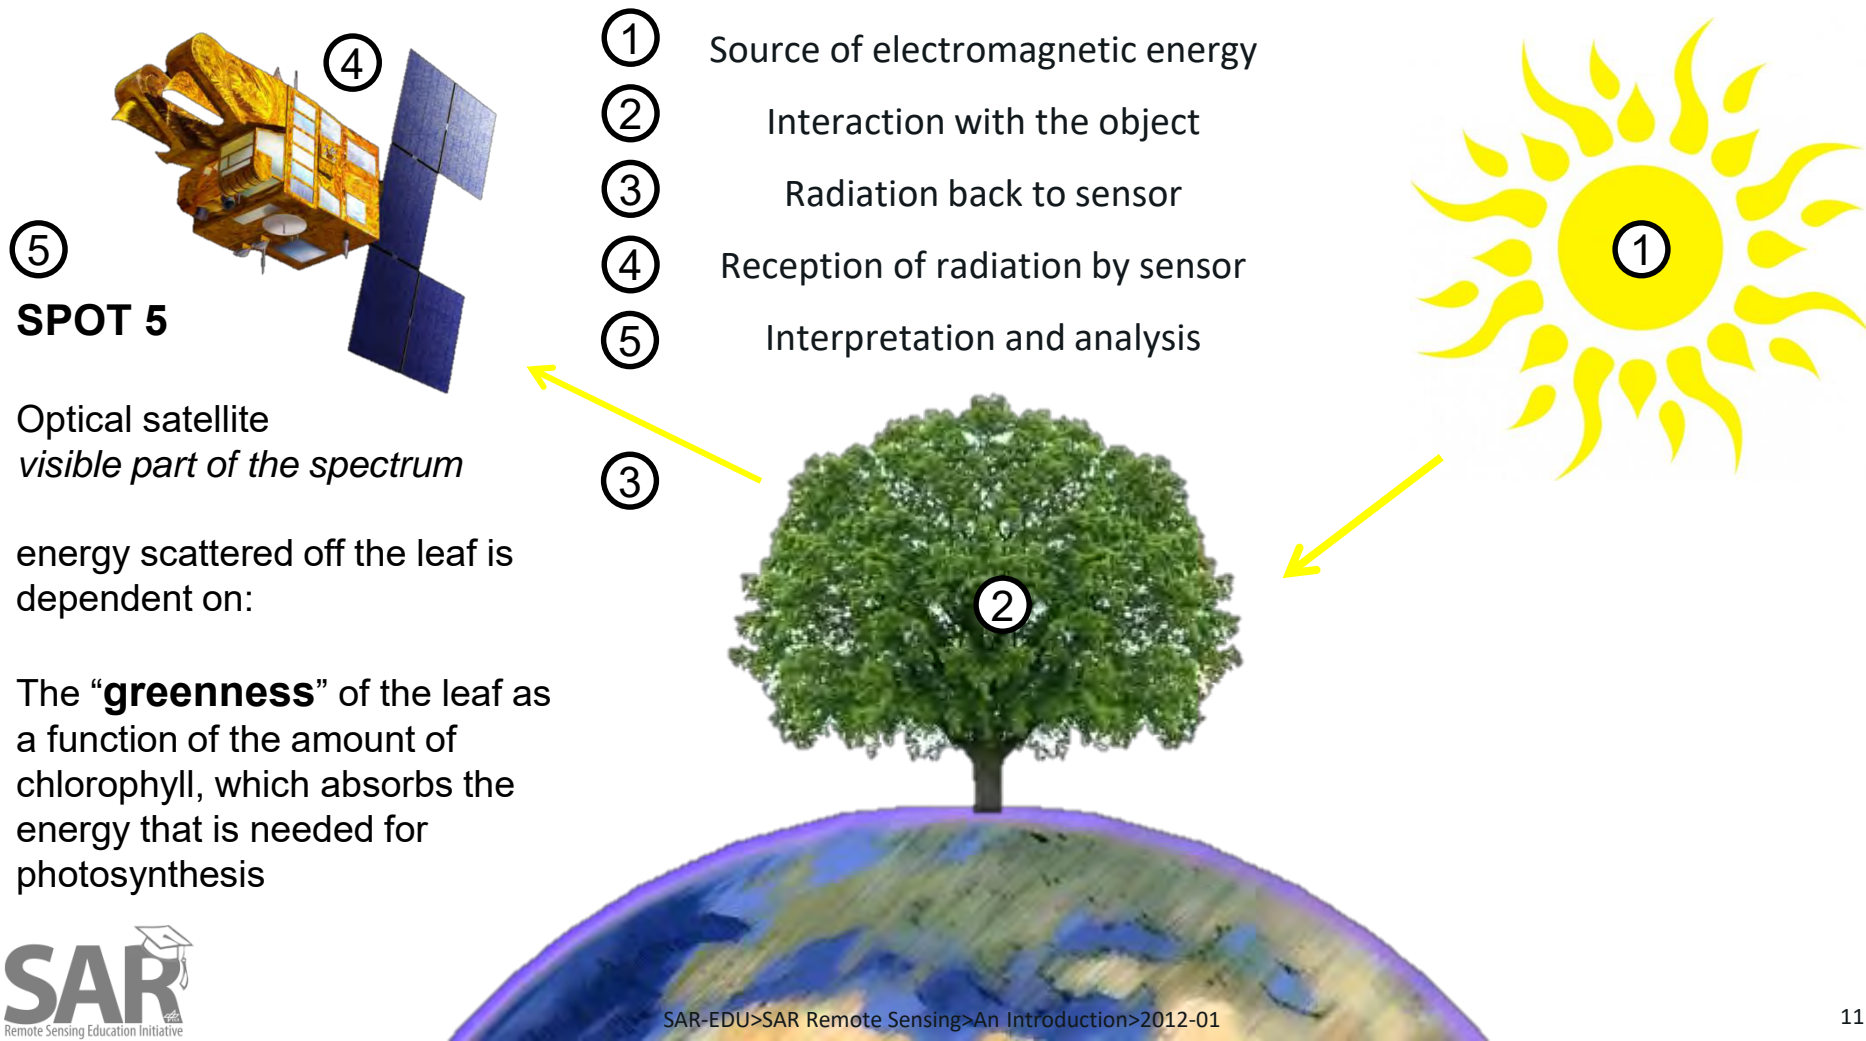 1 Source of electromagnetic energy
2 Interaction with the object
3 Radiation back to sensor
4 Reception of radiation by sensor
5 Interpretation and analysis
4
5
1
SPOT 5
Optical satellite
visible part of the spectrum
3
energy scattered off the leaf is
dependent on:
2
The “greenness” of the leaf as
a function of the amount of
chlorophyll, which absorbs the
energy that is needed for
photosynthesis
SAR
Remote Sensing Education Initiative
SAR-EDU>SAR Remote Sensing>An Introduction>2012-01
11